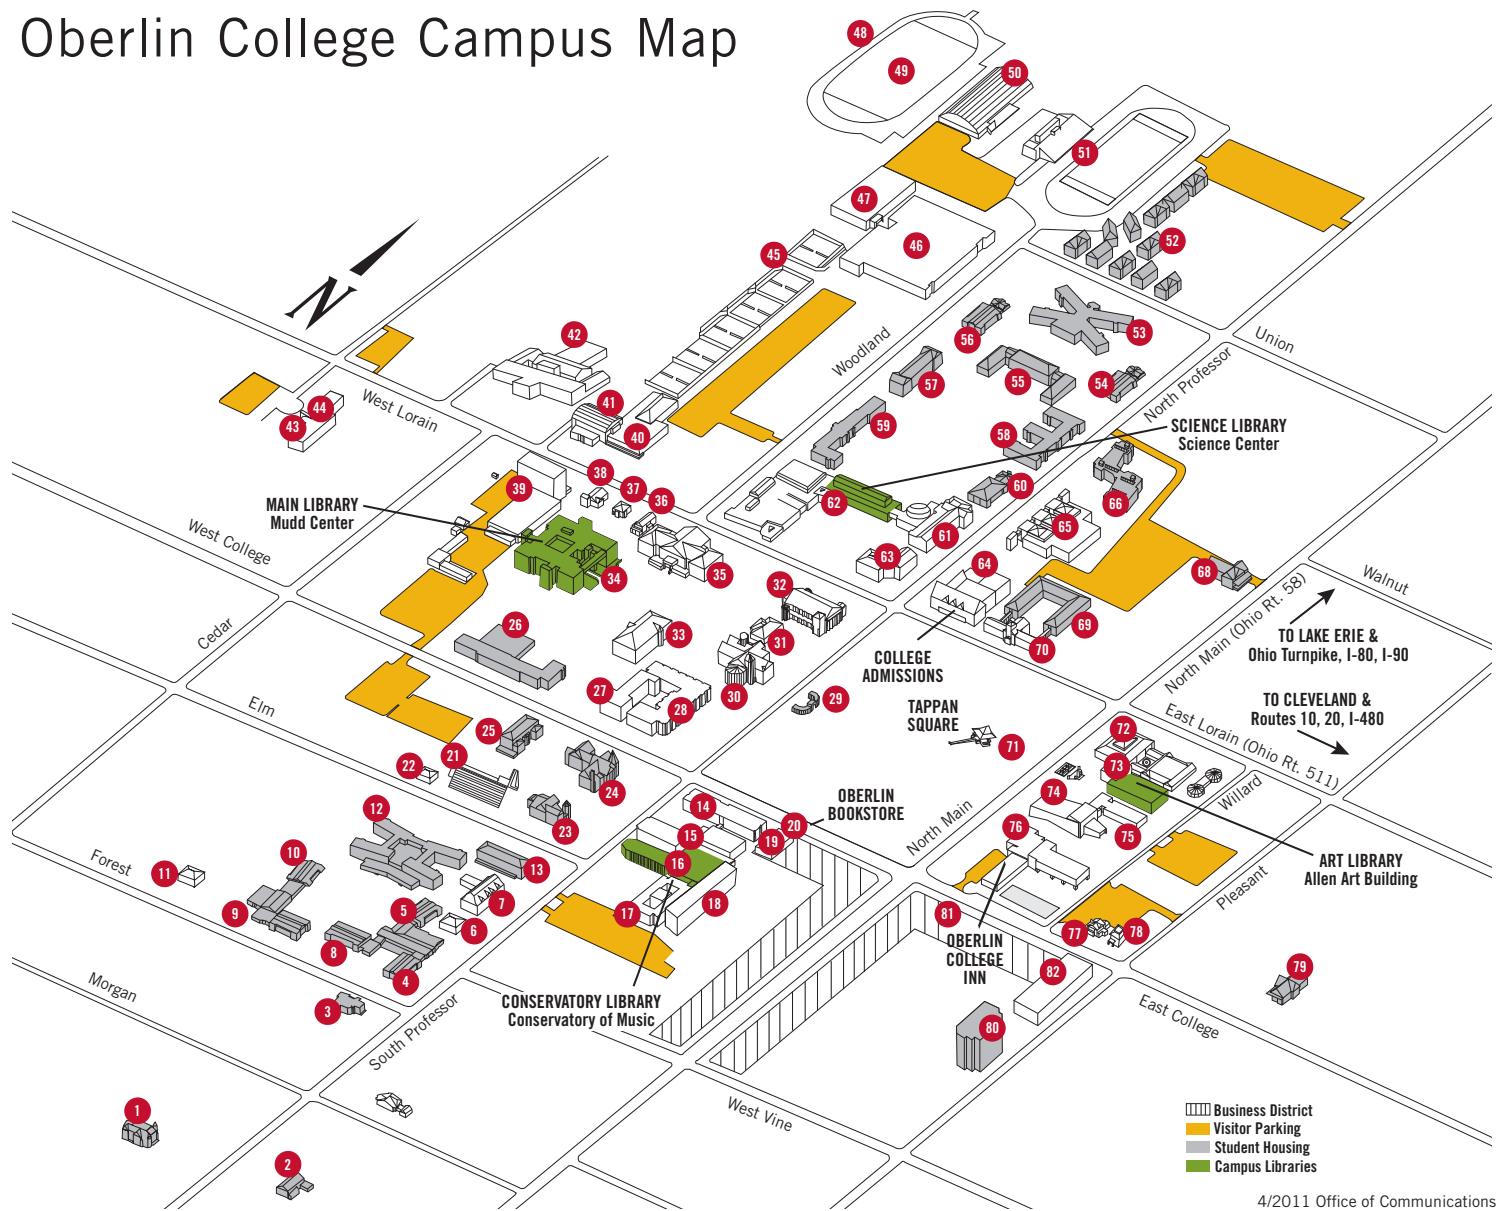 Oberlin College Campus Map
48
49
50
51
47
46
45
52
N
42
53
56
Union
Woodland
57
55
54
North Professor
West Lorain
44
43
41
40
59
58
SCIENCE LIBRARY
Science Center
MAIN LIBRARY
Mudd Center
39
38
37
36
60
66
62
61
65
West College
34
35
63
64
32
68
Walnut
69
70
TO LAKE ERIE &
Ohio Turnpike, I-80, I-90
North Main (Ohio Rt. 58)
Cedar
26
33
31
30
COLLEGE
ADMISSIONS
27
28
29
TAPPAN
SQUARE
71
TO CLEVELAND &
Routes 10, 20, I-480
East Lorain (Ohio Rt. 511)
Elm
25
21
22
24
23
72
73
74
75
76
Willard
14
15
16
19
20
OBERLIN
BOOKSTORE
North Main
12
13
10
11
Forest
9
5
7
6
8
4
3
17
18
81
ART LIBRARY
Allen Art Building
Pleasant
OBERLIN
COLLEGE
INN
77
78
82
79
Morgan
South Professor
CONSERVATORY LIBRARY
Conservatory of Music
80
East College
1
2
West Vine
Business District
Visitor Parking
Student Housing
Campus Libraries
4/2011 Office of Communications